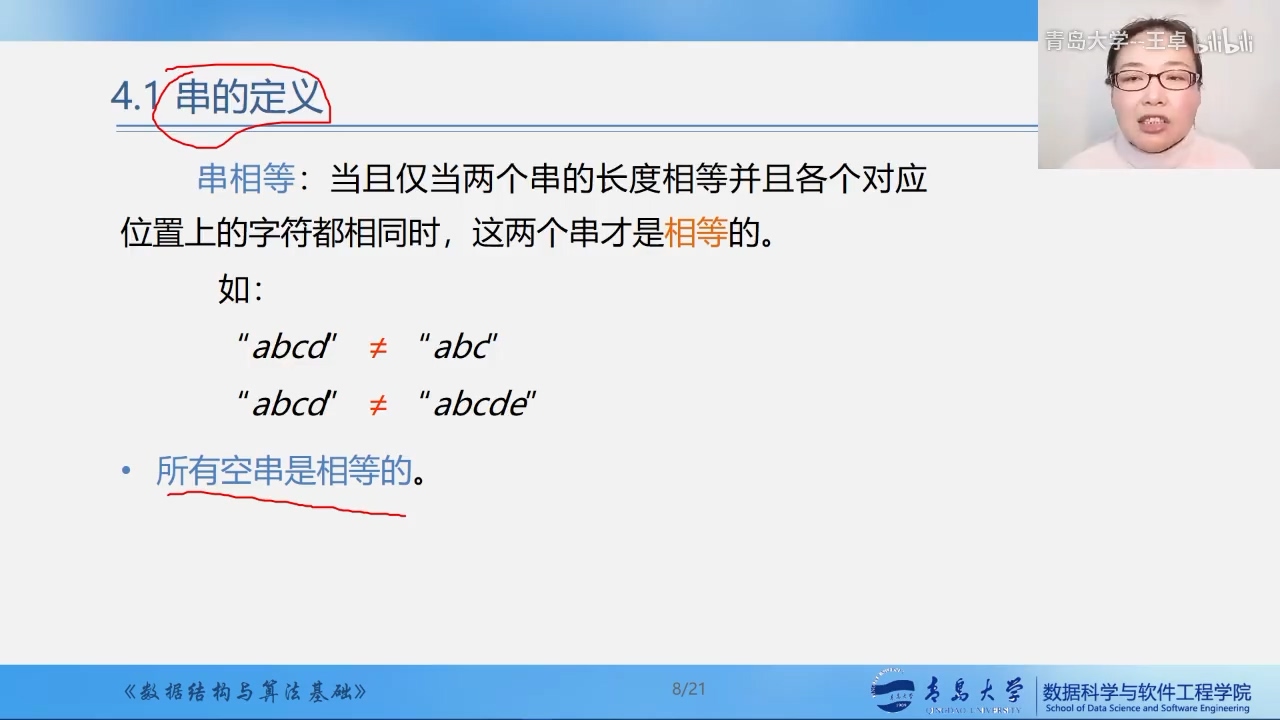 青岛大学--王卓 bilibili
4.1 串的定义
串相等：当且仅当两个串的长度相等并且各个对应
位置上的字符都相同时，这两个串才是相等的。
如：
“abcd” ≠ “abc”
“abcd” ≠ “abcde”
• 所有空串是相等的。
《数据结构与算法基础》
8/21
青岛大学
QINGDAO UNIVERSITY
数据科学与软件工程学院
School of Data Science and Software Engineering